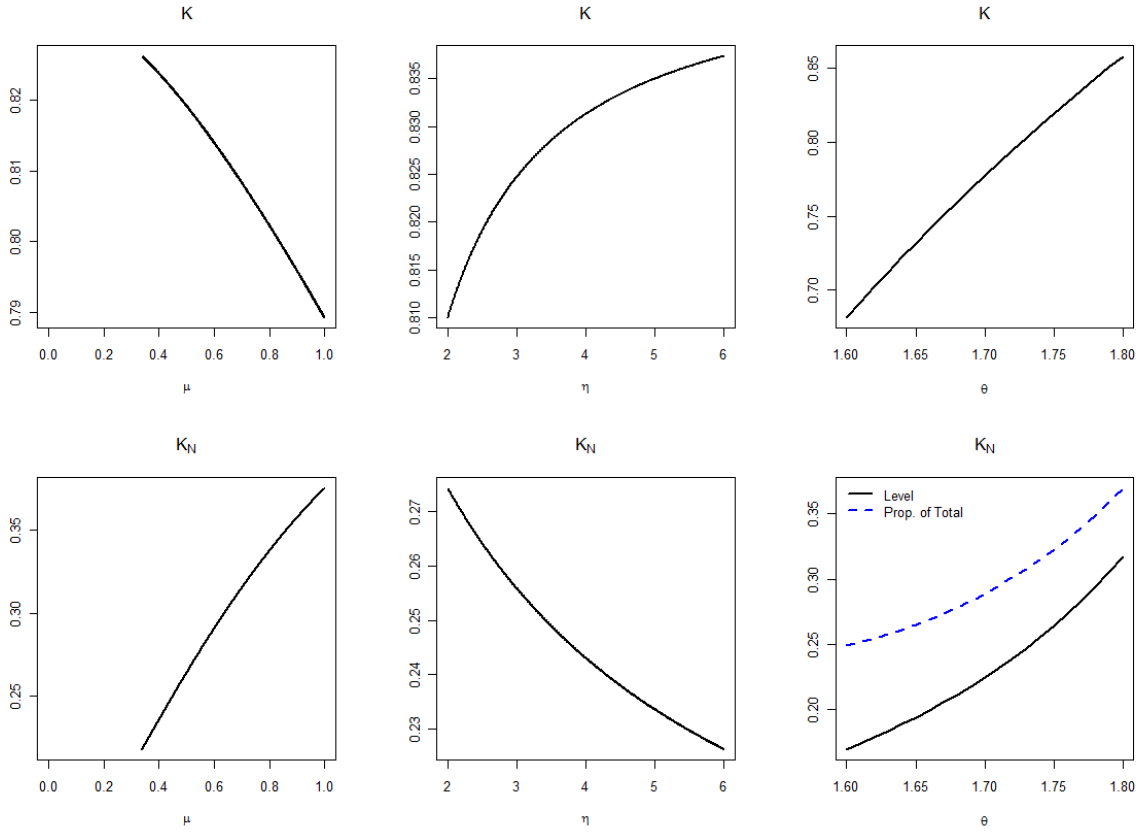 K
0.79 0.80 0.81 0.82
0.0 0.2 0.4 0.6 0.8 1.0
μ
K
0.810 0.815 0.820 0.825 0.830 0.835
2 3 4 5 6
η
K
0.70 0.75 0.80 0.85
1.60 1.65 1.70 1.75 1.80
θ
K_N
0.25 0.30 0.35
0.0 0.2 0.4 0.6 0.8 1.0
μ
K_N
0.23 0.24 0.25 0.26 0.27
2 3 4 5 6
η
K_N
Level
Prop. of Total
0.20 0.25 0.30 0.35
1.60 1.65 1.70 1.75 1.80
θ